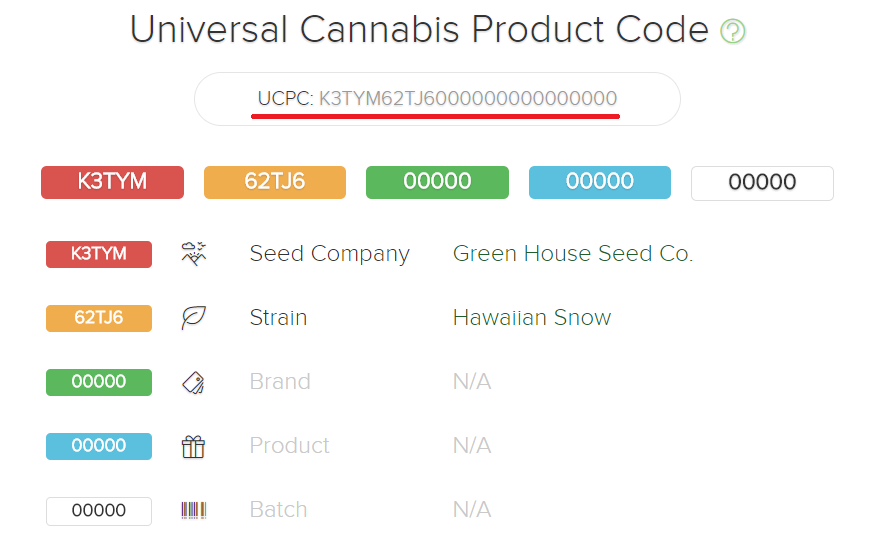 Universal Cannabis Product Code ?
UCPC: K3TYM62TJ6000000000000000
K3TYM 62TJ6 00000 00000 00000
K3TYM Seed Company Green House Seed Co.
62TJ6 Strain Hawaiian Snow
00000 Brand N/A
00000 Product N/A
00000 Batch N/A